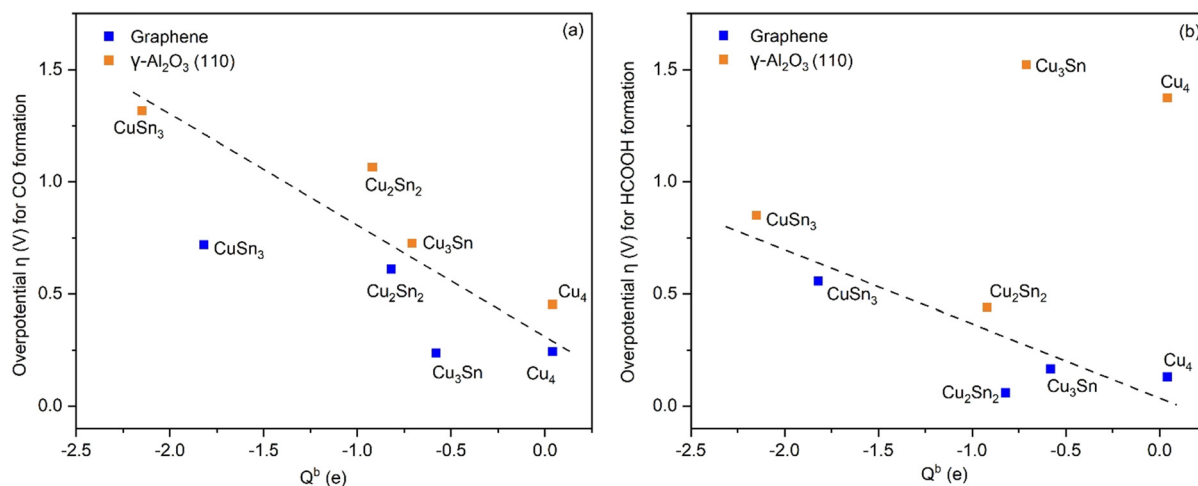 (a)
Graphene
γ-Al₂O₃ (110)
Overpotential η (V) for CO formation
1.5
1.0
0.5
0.0
CuSn₃
Cu₂Sn₂
Cu₃Sn
Cu₄
CuSn₃
Cu₂Sn₂
Cu₃Sn
Cu₄
-2.5 -2.0 -1.5 -1.0 -0.5 0.0
Qᵇ (e)
(b)
Graphene
γ-Al₂O₃ (110)
Overpotential η (V) for HCOOH formation
1.5
1.0
0.5
0.0
Cu₃Sn
Cu₄
CuSn₃
CuSn₃
Cu₂Sn₂
Cu₄
Cu₂Sn₂
Cu₃Sn
-2.5 -2.0 -1.5 -1.0 -0.5 0.0
Qᵇ (e)